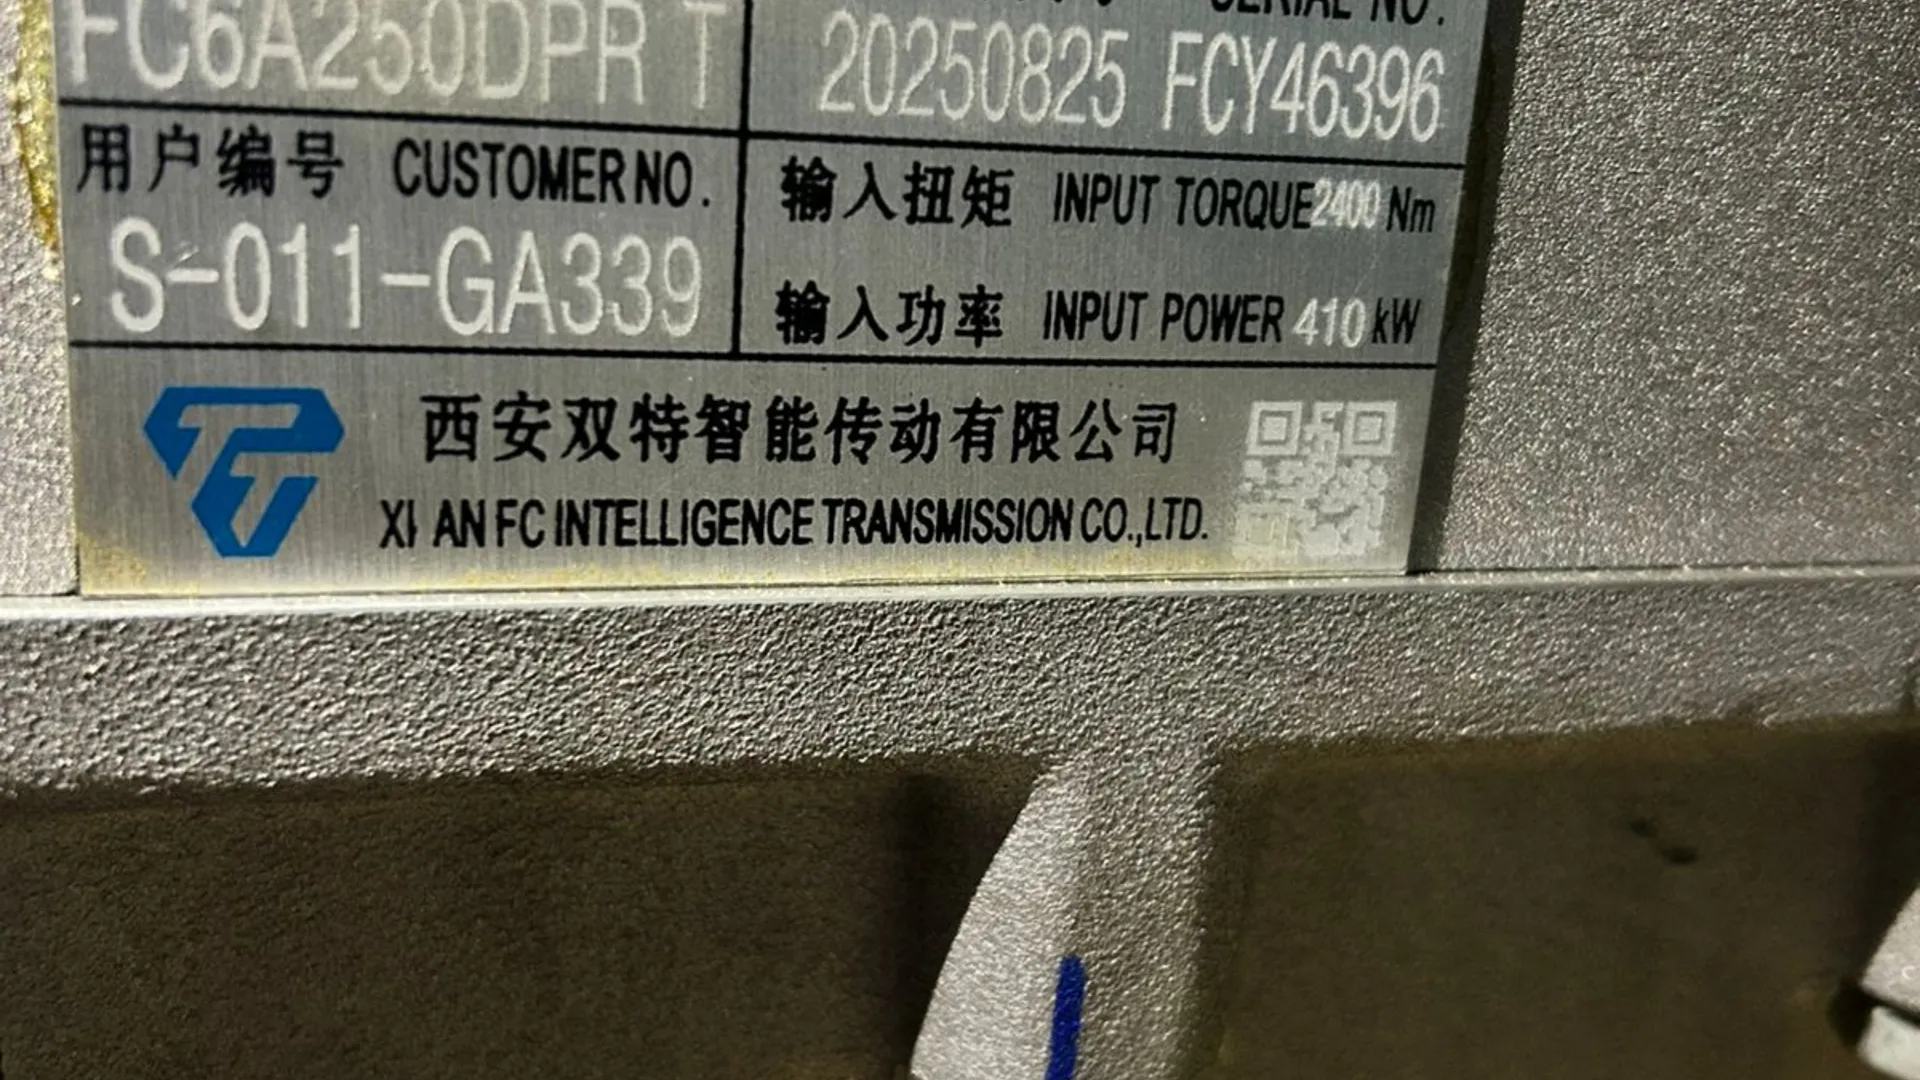 SERIAL NO.
FC6A250DPR T
20250825 FCY46396
用户编号 CUSTOMER NO.
S-011-GA339
输入扭矩 INPUT TORQUE 2400 Nm
输入功率 INPUT POWER 410 kW
西安双特智能传动有限公司
XI AN FC INTELLIGENCE TRANSMISSION CO.,LTD.